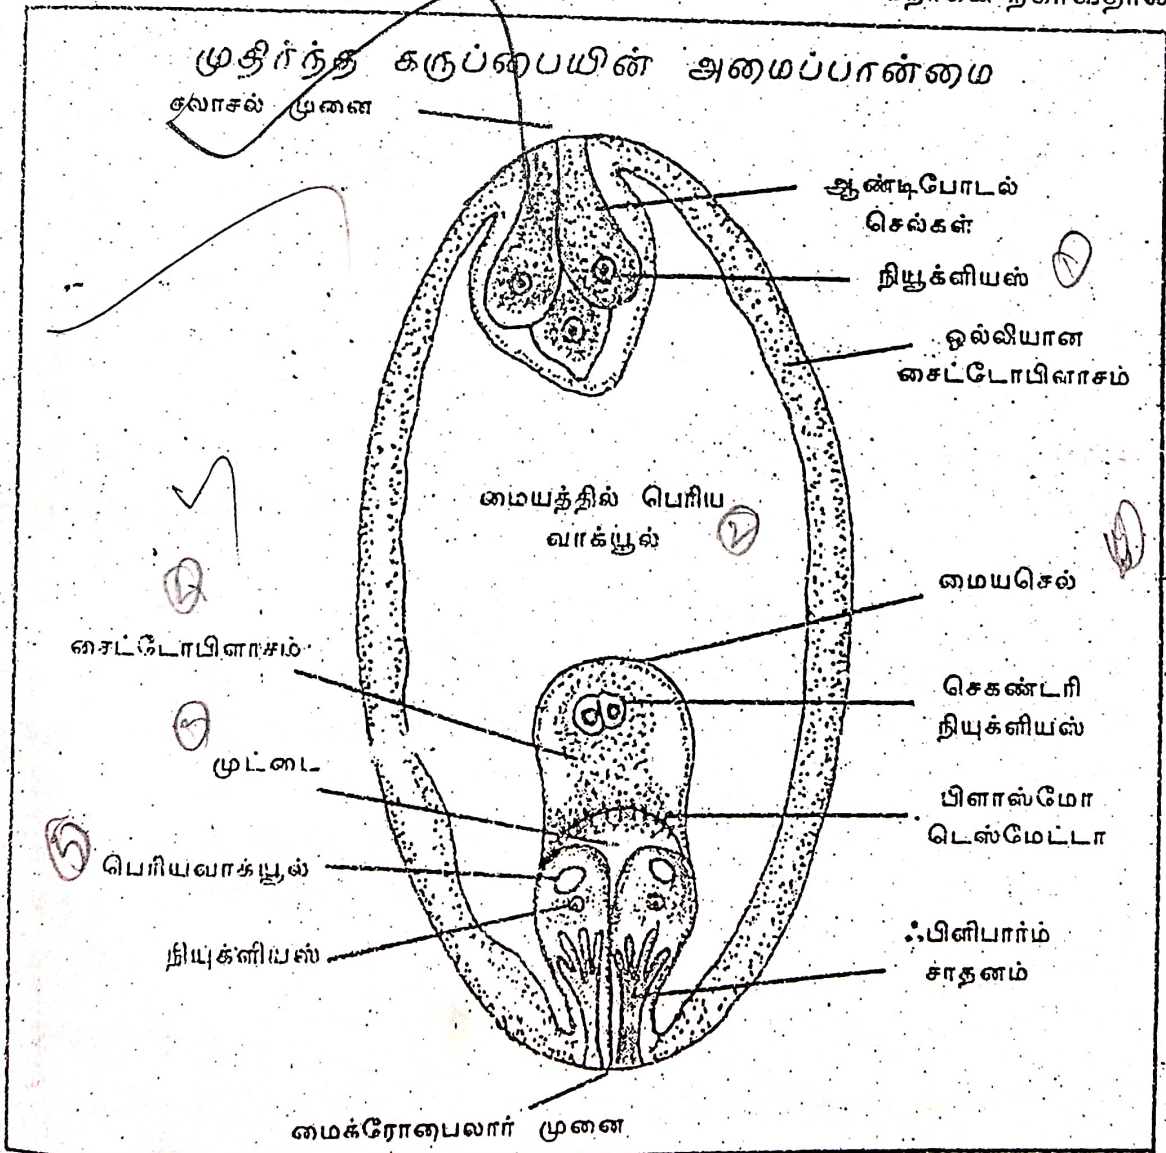 முதிர்ந்த கருப்பையின் அமைப்பான்மை
சலாசல் முனை
ஆண்டிபோடல்
செல்கள்
நியூக்ளியஸ்
ஒல்லியான
சைட்டோபிளாசம்
மையத்தில் பெரிய
வாக்யூல்
மையசெல்
சைட்டோபிளாசம்
செகண்டரி
நியுக்ளியஸ்
முட்டை
பிளாஸ்மோ
டெஸ்மேட்டா
பெரியவாக்யூல்
நியுக்ளியஸ்
ஃபிளிபார்ம்
சாதனம்
மைக்ரோபைலார் முனை